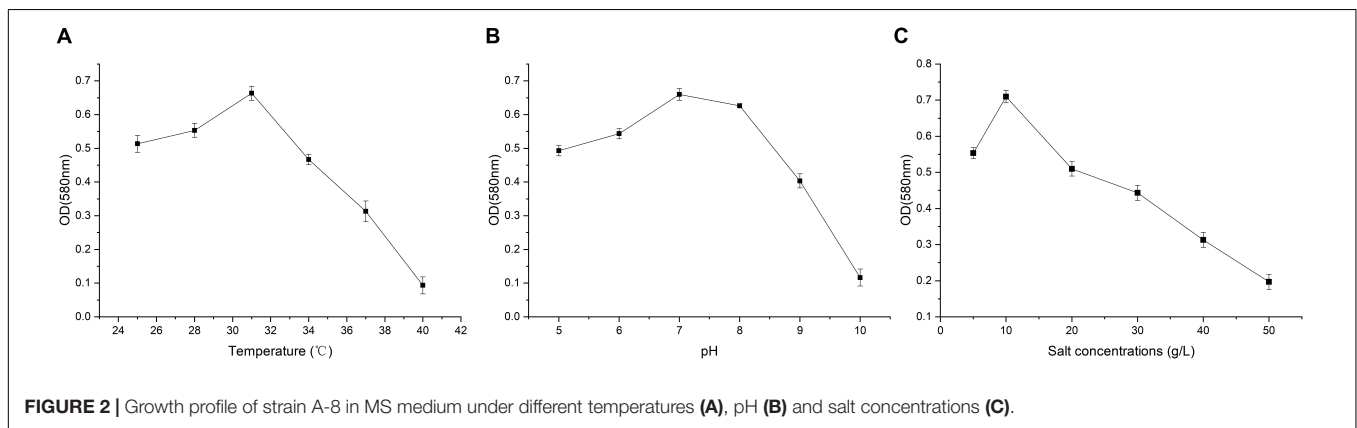 A
B
C
0.7
0.6
0.5
0.4
0.3
0.2
0.1
0.0
OD(580nm)
24 26 28 30 32 34 36 38 40 42
Temperature (℃)
0.7
0.6
0.5
0.4
0.3
0.2
0.1
0.0
OD(580nm)
5 6 7 8 9 10
pH
0.8
0.7
0.6
0.5
0.4
0.3
0.2
0.1
OD(580nm)
0 10 20 30 40 50
Salt concentrations (g/L)
FIGURE 2 | Growth profile of strain A-8 in MS medium under different temperatures (A), pH (B) and salt concentrations (C).